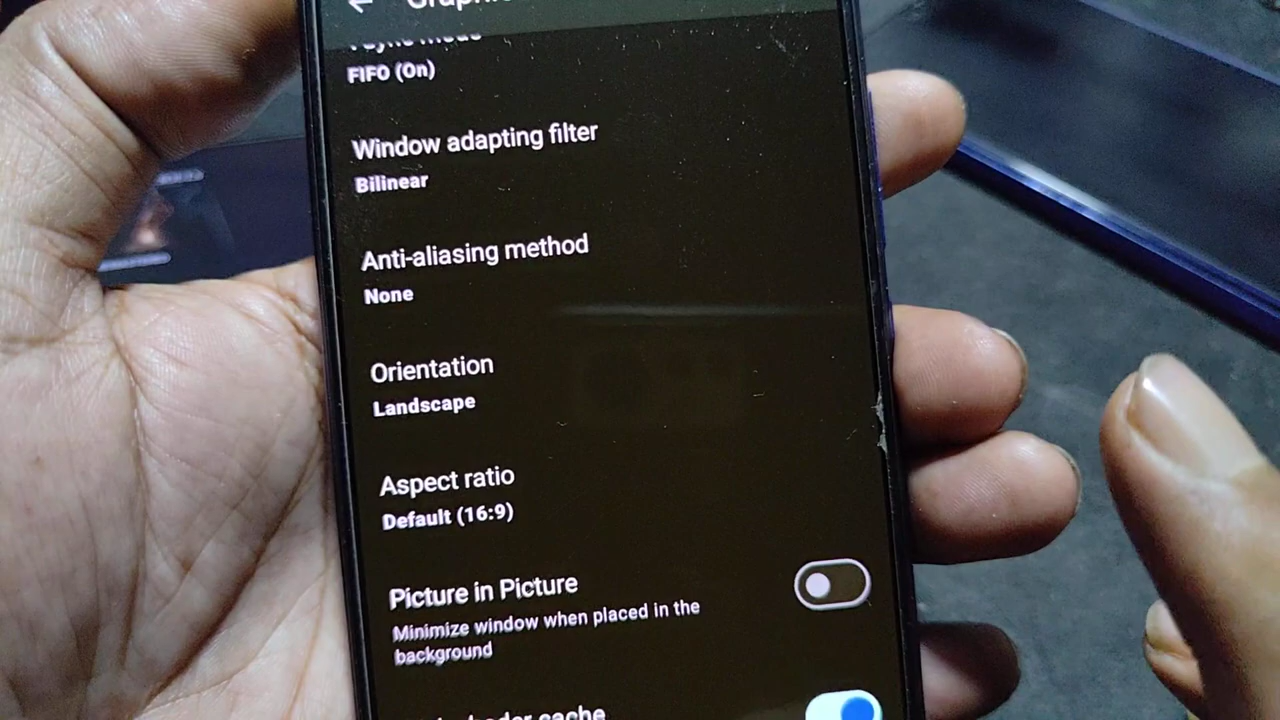 FIFO (On)
Window adapting filter
Bilinear
Anti-aliasing method
None
Orientation
Landscape
Aspect ratio
Default (16:9)
Picture in Picture
Minimize window when placed in the
background
cache